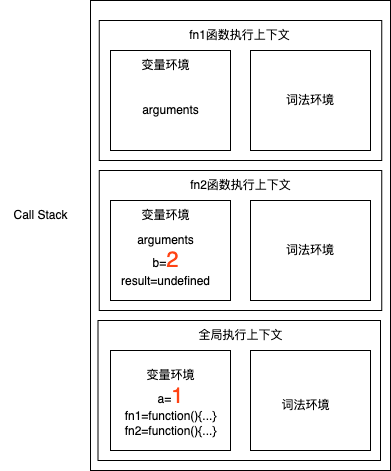 fn1函数执行上下文
变量环境
arguments
词法环境
fn2函数执行上下文
变量环境
arguments
b=2
result=undefined
词法环境
Call Stack
全局执行上下文
变量环境
a=1
fn1=function(){...}
fn2=function(){...}
词法环境